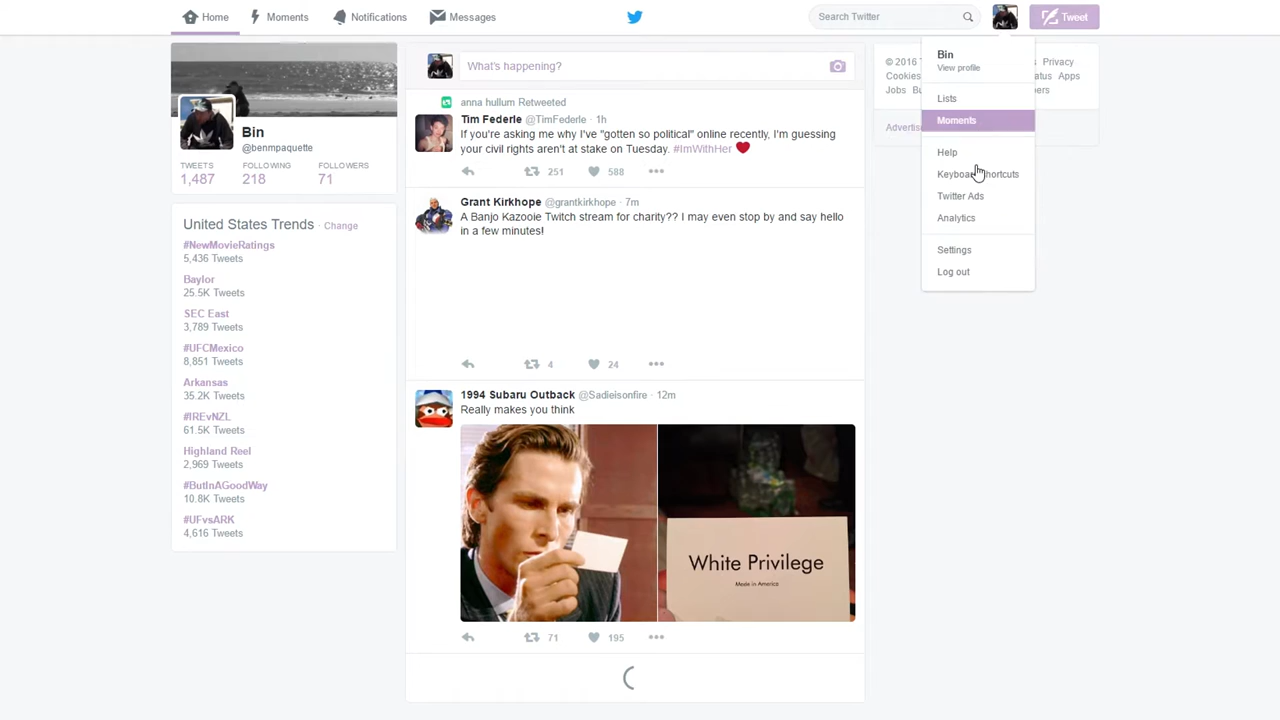 Home
Moments
Notifications
Messages
Search Twitter
Tweet
Bin
@benmpaquette
TWEETS
FOLLOWING
FOLLOWERS
1,487
218
71
United States Trends · Change
#NewMovieRatings
5,436 Tweets
Baylor
25.5K Tweets
SEC East
3,789 Tweets
#UFCMexico
8,851 Tweets
Arkansas
35.2K Tweets
#IREvNZL
61.5K Tweets
Highland Reel
2,969 Tweets
#ButInAGoodWay
10.8K Tweets
#UFvsARK
4,616 Tweets
What's happening?
anna hullum Retweeted
Tim Federle @TimFederle · 1h
If you're asking me why I've "gotten so political" online recently, I'm guessing
your civil rights aren't at stake on Tuesday. #ImWithHer
251
588
Grant Kirkhope @grantkirkhope · 7m
A Banjo Kazooie Twitch stream for charity?? I may even stop by and say hello
in a few minutes!
4
24
1994 Subaru Outback @Sadieisonfire · 12m
Really makes you think
White Privilege
Made in America
71
195
Bin
View profile
Lists
Moments
Help
Twitter Ads
Analytics
Settings
Log out
© 2016
Privacy
Cookies
Apps
Jobs